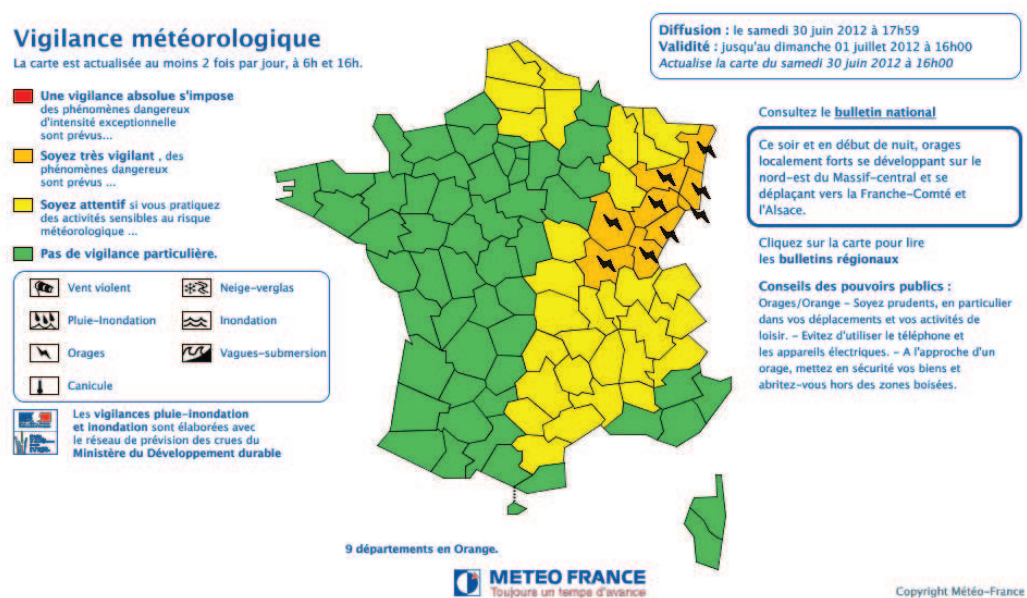 Vigilance météorologique
La carte est actualisée au moins 2 fois par jour, à 6h et 16h.
Une vigilance absolue s'impose
des phénomènes dangereux
d'intensité exceptionnelle
sont prévus...
Soyez très vigilant , des
phénomènes dangereux
sont prévus ...
Soyez attentif si vous pratiquez
des activités sensibles au risque
météorologique ...
Pas de vigilance particulière.
Vent violent
Neige-verglas
Pluie-Inondation
Inondation
Orages
Vagues-submersion
Canicule
Les vigilances pluie-inondation
et inondation sont élaborées avec
le réseau de prévision des crues du
Ministère du Développement durable
Diffusion : le samedi 30 juin 2012 à 17h59
Validité : jusqu'au dimanche 01 juillet 2012 à 16h00
Actualise la carte du samedi 30 juin 2012 à 16h00
Consultez le bulletin national
Ce soir et en début de nuit, orages
localement forts se développant sur le
nord-est du Massif-central et se
déplaçant vers la Franche-Comté et
l'Alsace.
Cliquez sur la carte pour lire
les bulletins régionaux
Conseils des pouvoirs publics :
Orages/Orange - Soyez prudents, en particulier
dans vos déplacements et vos activités de
loisir. - Evitez d'utiliser le téléphone et
les appareils électriques. - A l'approche d'un
orage, mettez en sécurité vos biens et
abritez-vous hors des zones boisées.
9 départements en Orange.
METEO FRANCE
Toujours un temps d'avance
Copyright Météo-France